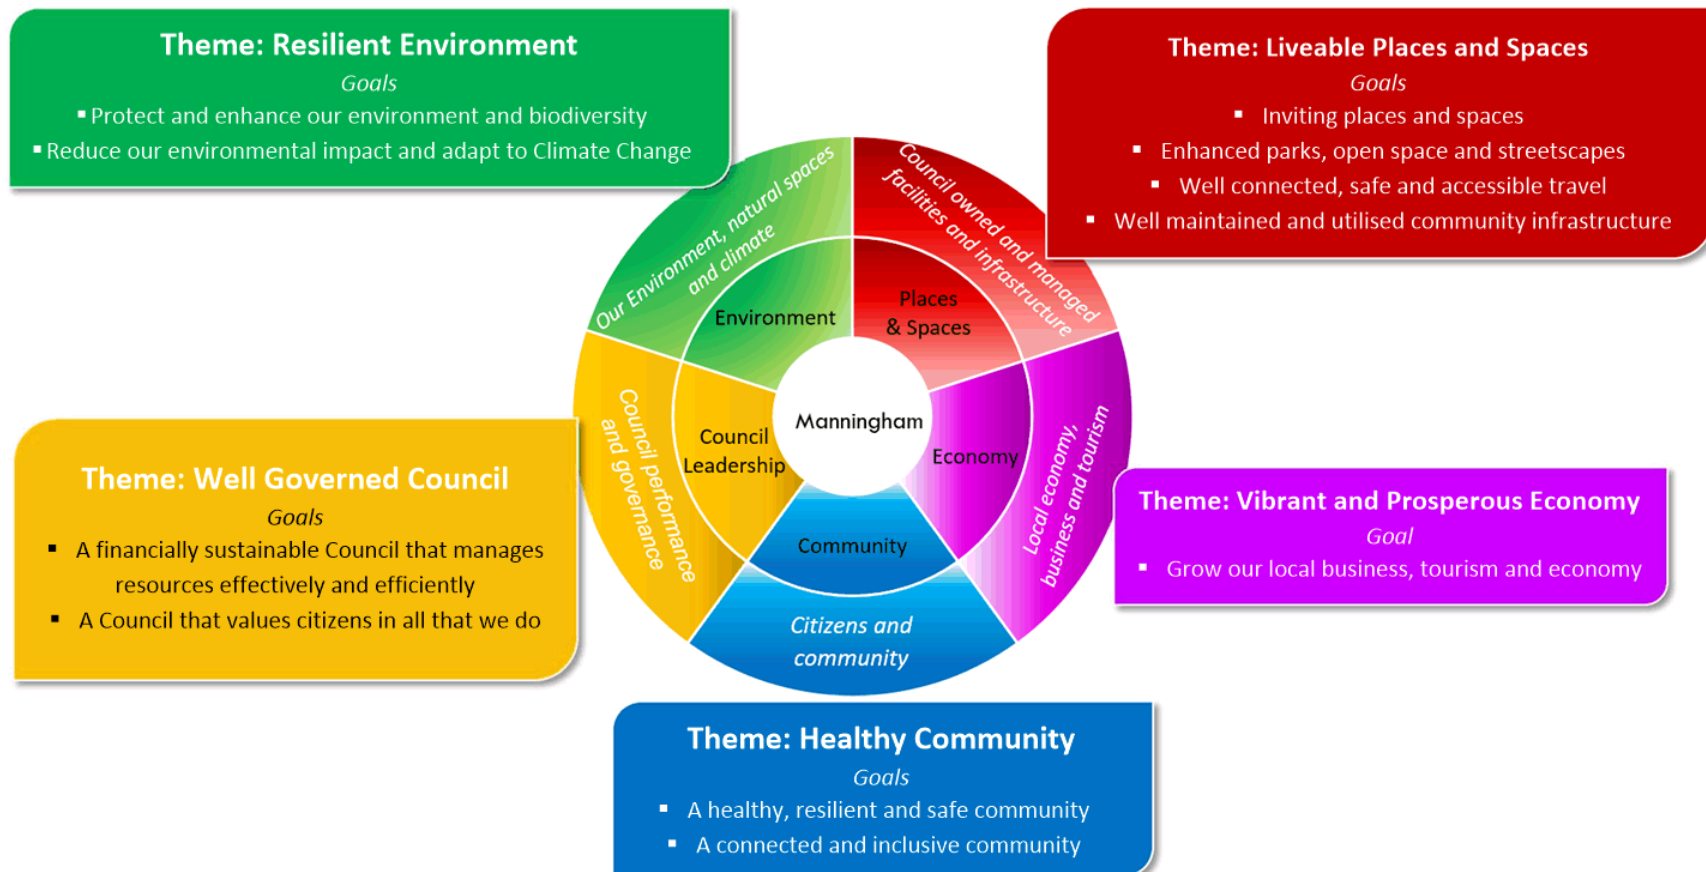 Theme: Resilient Environment
Goals
▪ Protect and enhance our environment and biodiversity
▪ Reduce our environmental impact and adapt to Climate Change
Theme: Liveable Places and Spaces
Goals
▪ Inviting places and spaces
▪ Enhanced parks, open space and streetscapes
▪ Well connected, safe and accessible travel
▪ Well maintained and utilised community infrastructure
Our Environment, natural spaces
and climate
Council owned and managed
facilities and infrastructure
Environment
Places
& Spaces
Manningham
Council
Leadership
Economy
Community
Council performance
and governance
Local economy,
business and tourism
Citizens and
community
Theme: Well Governed Council
Goals
▪ A financially sustainable Council that manages
resources effectively and efficiently
▪ A Council that values citizens in all that we do
Theme: Vibrant and Prosperous Economy
Goal
▪ Grow our local business, tourism and economy
Theme: Healthy Community
Goals
▪ A healthy, resilient and safe community
▪ A connected and inclusive community